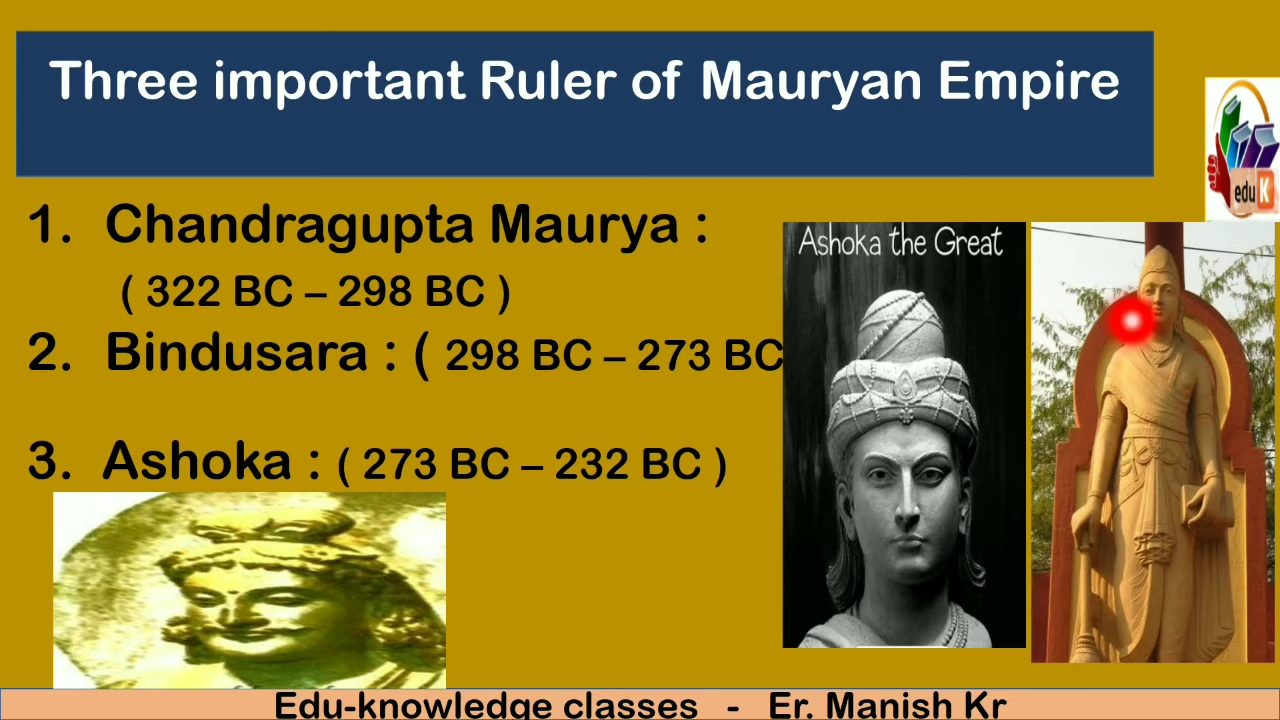 Three important Ruler of Mauryan Empire
edu K
1. Chandragupta Maurya :
( 322 BC – 298 BC )
2. Bindusara : ( 298 BC – 273 BC
3. Ashoka : ( 273 BC – 232 BC )
Ashoka the Great
Edu-knowledge classes - Er. Manish Kr